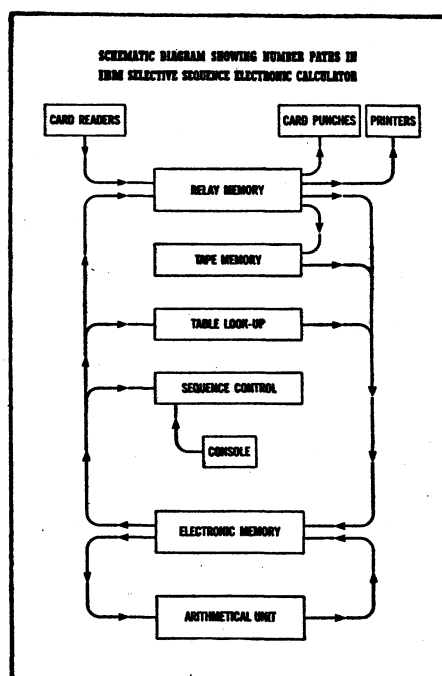 SCHEMATIC DIAGRAM SHOWING NUMBER PATHS IN
IBM SELECTIVE SEQUENCE ELECTRONIC CALCULATOR
CARD READERS
CARD PUNCHES
PRINTERS
RELAY MEMORY
TAPE MEMORY
TABLE LOOK-UP
SEQUENCE CONTROL
CONSOLE
ELECTRONIC MEMORY
ARITHMETICAL UNIT